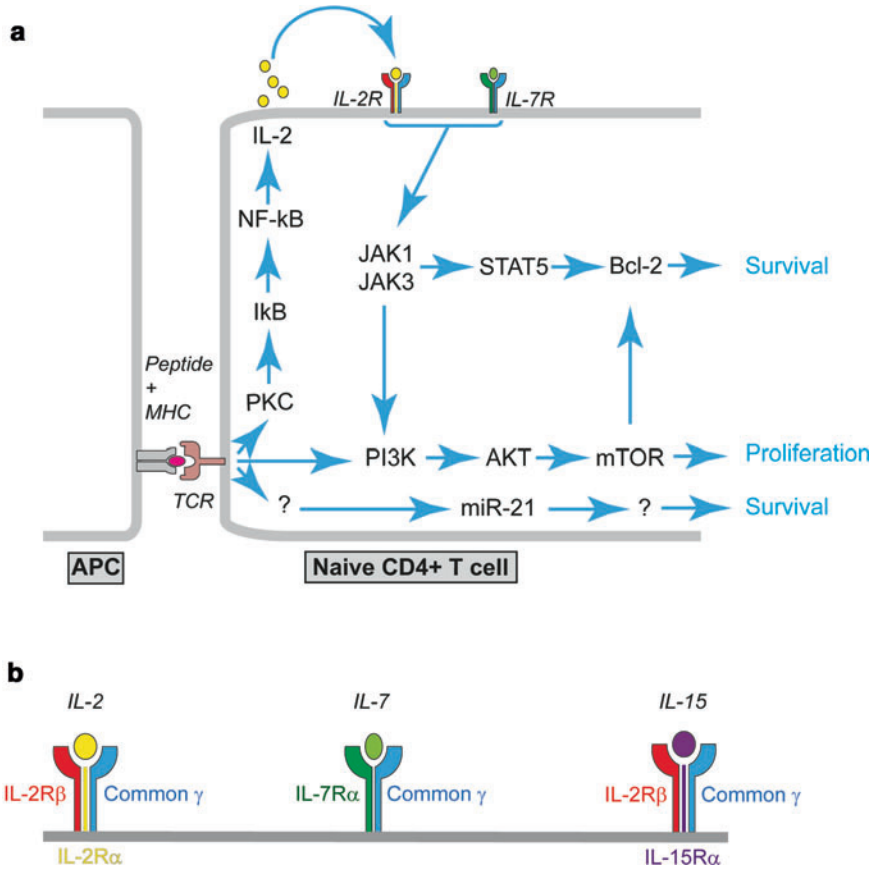 a
IL-2R
IL-7R
IL-2
NF-kB
JAK1
JAK3
STAT5
Bcl-2
Survival
IkB
Peptide
+
MHC
PKC
PI3K
AKT
mTOR
Proliferation
TCR
?
miR-21
?
Survival
APC
Naive CD4+ T cell
b
IL-2
IL-7
IL-15
IL-2Rβ
Common γ
IL-7Rα
Common γ
IL-2Rβ
Common γ
IL-2Rα
IL-15Rα